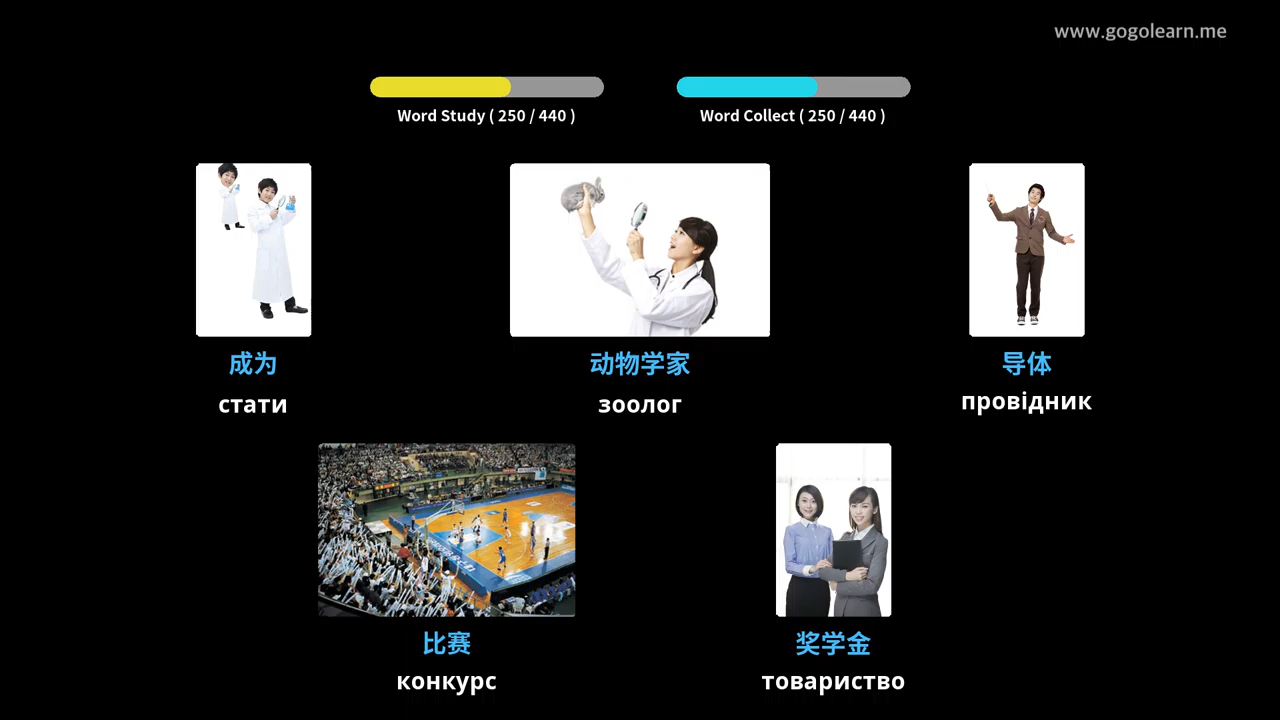 www.gogolearn.me
Word Study ( 250 / 440 )
Word Collect ( 250 / 440 )
成为
стати
动物学家
зоолог
导体
провідник
比赛
конкурс
奖学金
товариство